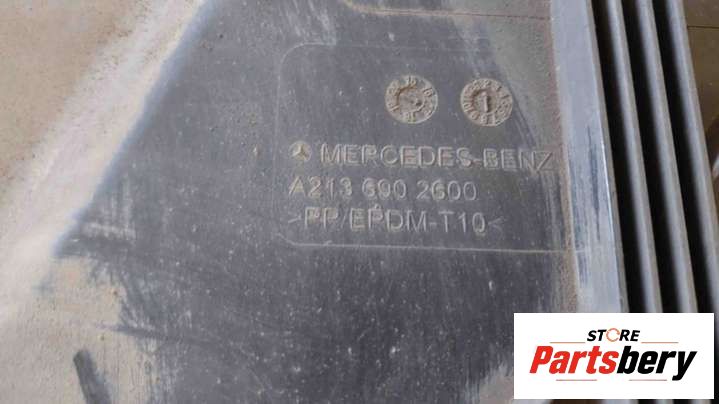 MERCEDES-BENZ
A213 690 2600
>PP/EPDM-T10<
STORE
Partsbery